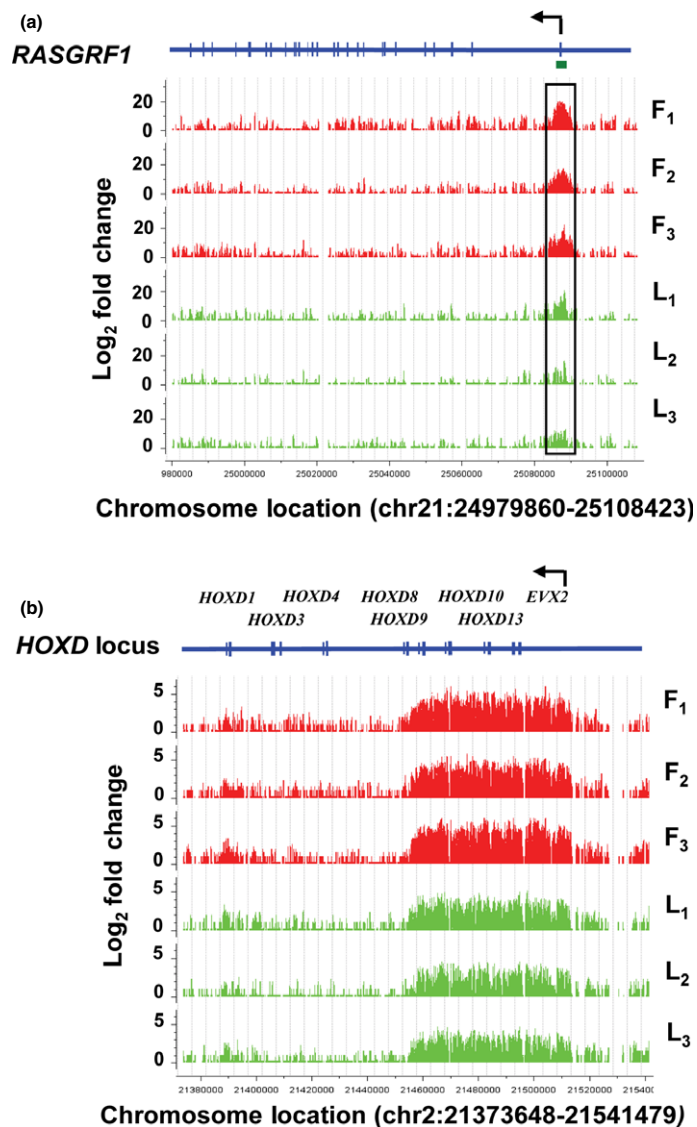 (a)
RASGRF1
20
0
F1
20
0
F2
20
0
F3
20
0
L1
20
0
L2
20
0
L3
Log2 fold change
980000 25000000 25020000 25040000 25060000 25080000 25100000
Chromosome location (chr21:24979860-25108423)
(b)
HOXD1 HOXD4 HOXD8 HOXD10 EVX2
HOXD3 HOXD9 HOXD13
HOXD locus
5
0
F1
5
0
F2
5
0
F3
5
0
L1
5
0
L2
5
0
L3
Log2 fold change
21380000 21400000 21420000 21440000 21460000 21480000 21500000 21520000 215400
Chromosome location (chr2:21373648-21541479)